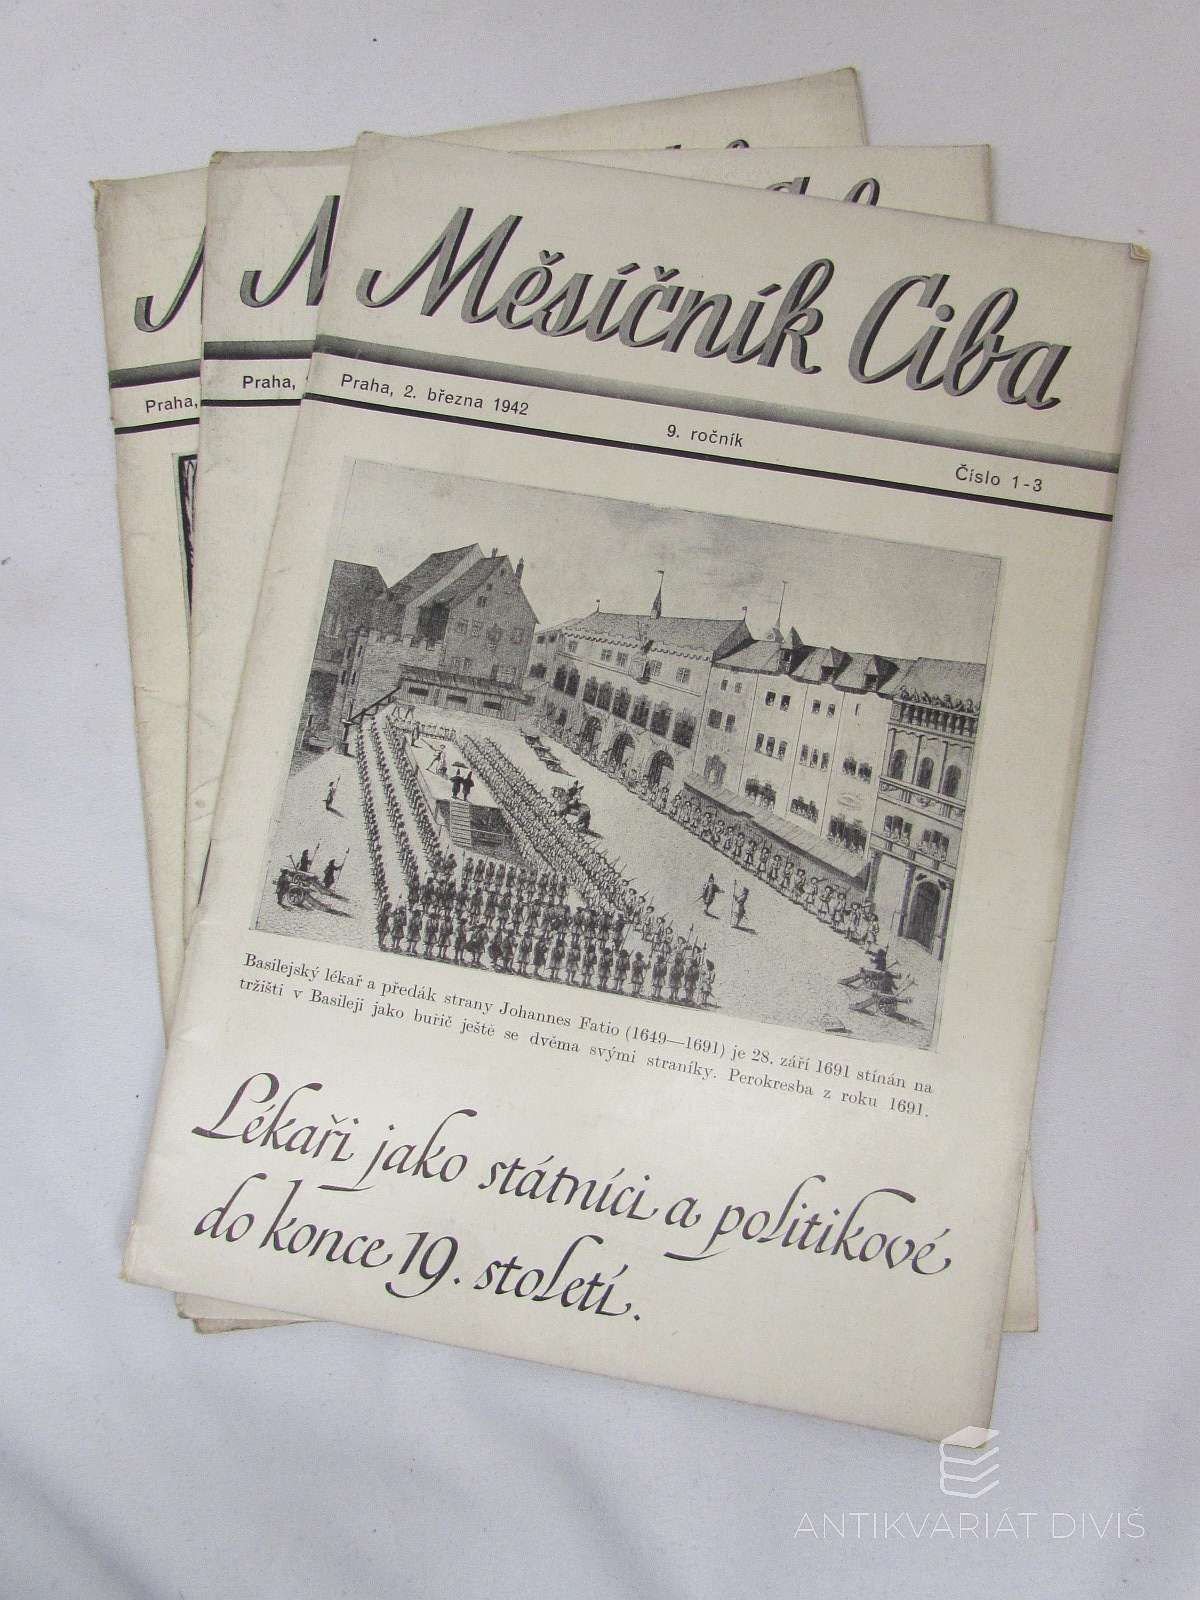 Měsíčník Ciba
Praha, 2. března 1942
9. ročník
Číslo 1-3
Praha,
Praha,
Basilejský lékař a předák strany Johannes Fatio (1649—1691) je 28. září 1691 stínán na
tržišti v Basileji jako buřič ještě se dvěma svými straníky. Perokresba z roku 1691.
Lékaři jako státníci a politikové
do konce 19. století.
ANTIKVARIÁT DIVIŠ